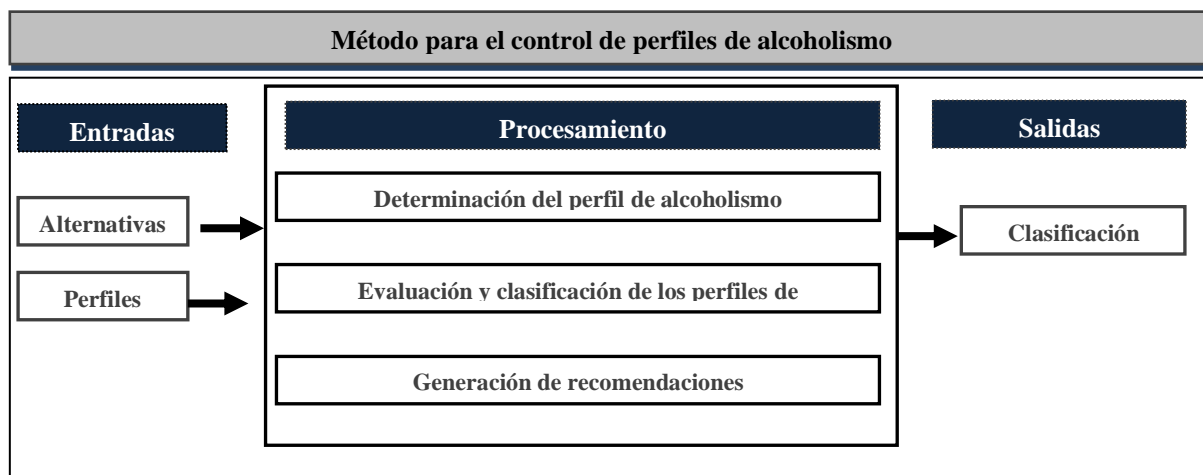 Método para el control de perfiles de alcoholismo
Entradas
Alternativas
Perfiles
Procesamiento
Determinación del perfil de alcoholismo
Evaluación y clasificación de los perfiles de
Generación de recomendaciones
Salidas
Clasificación